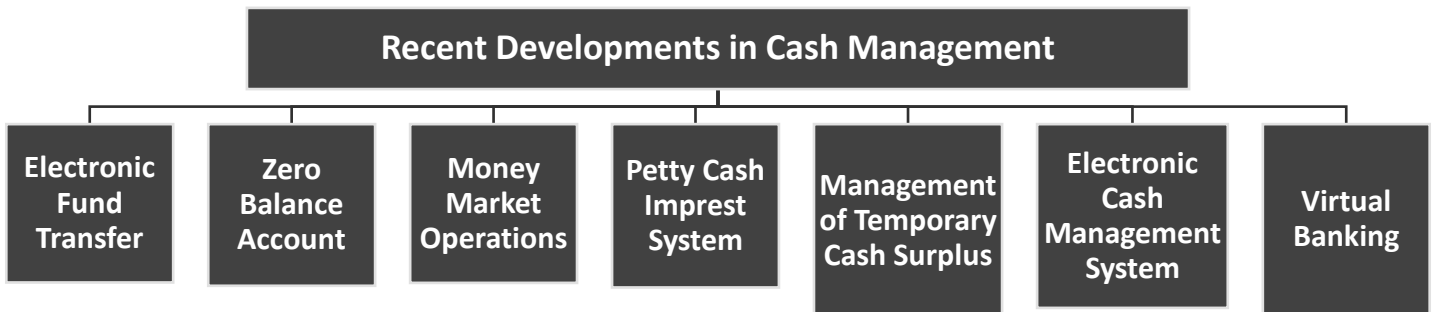 Recent Developments in Cash Management
Electronic
Fund
Transfer
Zero
Balance
Account
Money
Market
Operations
Petty Cash
Imprest
System
Management
of Temporary
Cash Surplus
Electronic
Cash
Management
System
Virtual
Banking